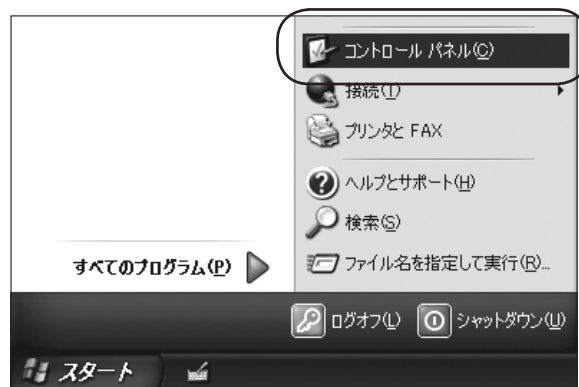 コントロール パネル(C)
接続(T)
プリンタと FAX
ヘルプとサポート(H)
検索(S)
すべてのプログラム(P)
ファイル名を指定して実行(R)...
ログオフ(L)
シャットダウン(U)
スタート